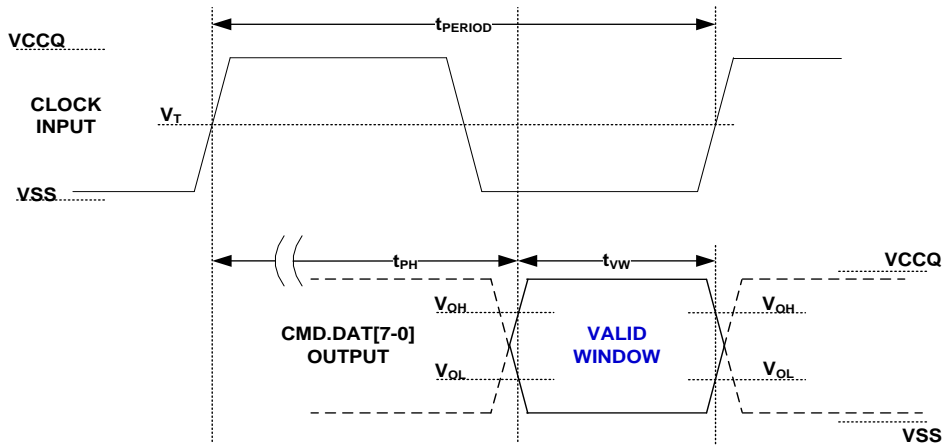 tPERIOD
VCCQ
CLOCK
INPUT
VT
VSS
tPH
tVW
VCCQ
VOH
VOH
CMD.DAT[7-0]
OUTPUT
VALID
WINDOW
VOL
VOL
VSS